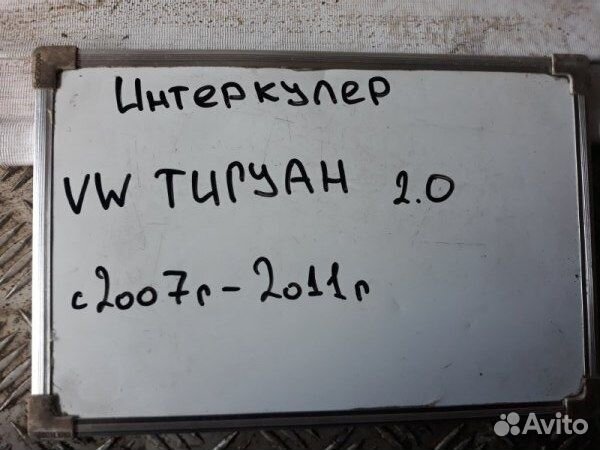 Интеркулер
VW ТИГУАН 2.0
с2007г-2011г
Avito